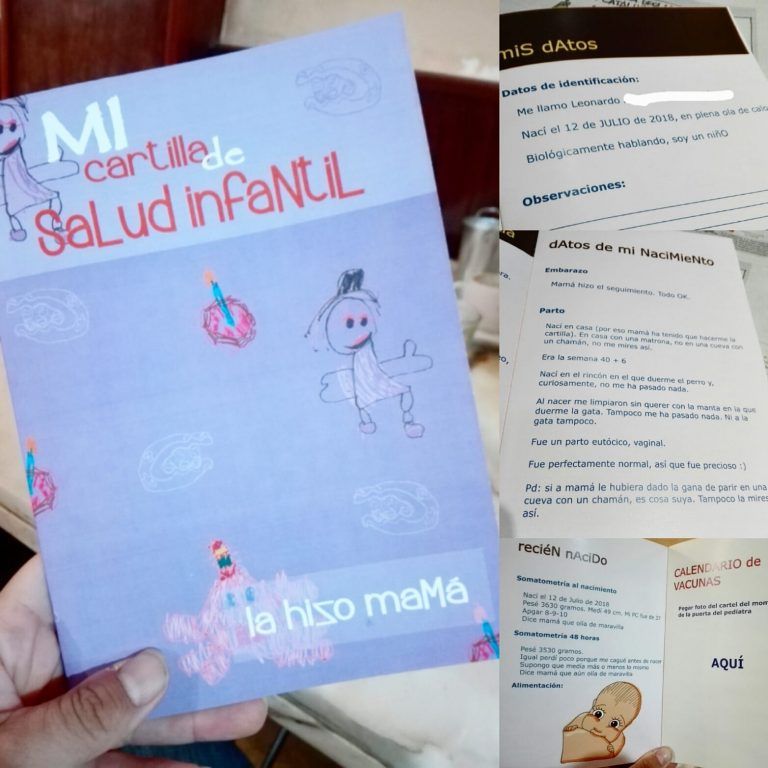 MI
cartilla de
SaLud infaNtiL
la hizo maMá
miS dAtos
Datos de identificación:
Me llamo Leonardo
Nací el 12 de JULIO de 2018, en plena ola de calo
Biológicamente hablando, soy un niñO
Observaciones:
dAtos de mi NaciMieNto
Embarazo
Mamá hizo el seguimiento. Todo OK.
Parto
Nací en casa (por eso mamá ha tenido que hacerme la
cartilla). En casa con una matrona, no en una cueva con
un chamán, no me mires así.
Era la semana 40 + 6
Nací en el rincón en el que duerme el perro y,
curiosamente, no me ha pasado nada.
Al nacer me limpiaron sin querer con la manta en la que
duerme la gata. Tampoco me ha pasado nada. Ni a la
gata tampoco.
Fue un parto eutócico, vaginal.
Fue perfectamente normal, así que fue precioso :)
Pd: si a mamá le hubiera dado la gana de parir en una
cueva con un chamán, es cosa suya. Tampoco la mires
así.
reciéN nAciDo
Somatometría al nacimiento
Nací el 12 de Julio de 2018
Pesé 3630 gramos. Medí 49 cm. Mi PC fue de 3
Apgar 8-9-10
Dice mamá que olía de maravilla
Somatometría 48 horas
Pesé 3530 gramos.
Igual perdí poco porque me cagué antes de nacer
Supongo que medía más o menos lo mismo
Dice mamá que aún olía de maravilla
Alimentación:
CALENDARIO de
VACUNAS
Pegar foto del cartel del mom
de la puerta del pediatra
AQUÍ